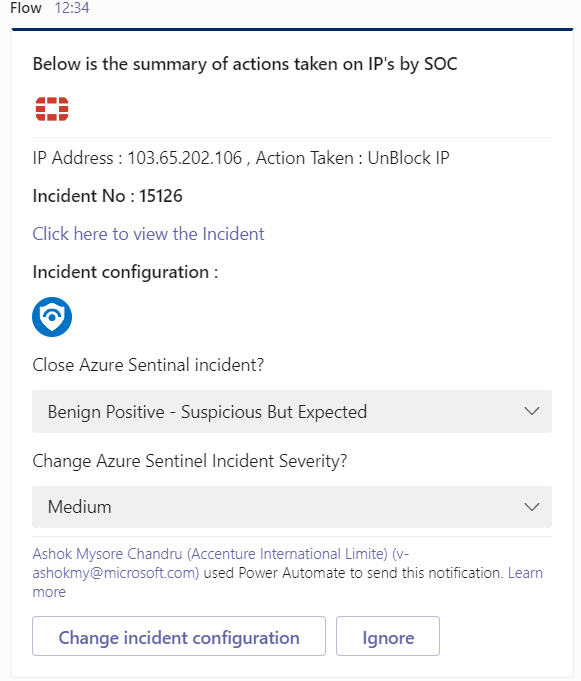 Flow 12:34
Below is the summary of actions taken on IP's by SOC
IP Address : 103.65.202.106 , Action Taken : UnBlock IP
Incident No : 15126
Click here to view the Incident
Incident configuration :
Close Azure Sentinal incident?
Benign Positive - Suspicious But Expected
Change Azure Sentinel Incident Severity?
Medium
Ashok Mysore Chandru (Accenture International Limite) (v-
ashokmy@microsoft.com) used Power Automate to send this notification. Learn
more
Change incident configuration
Ignore